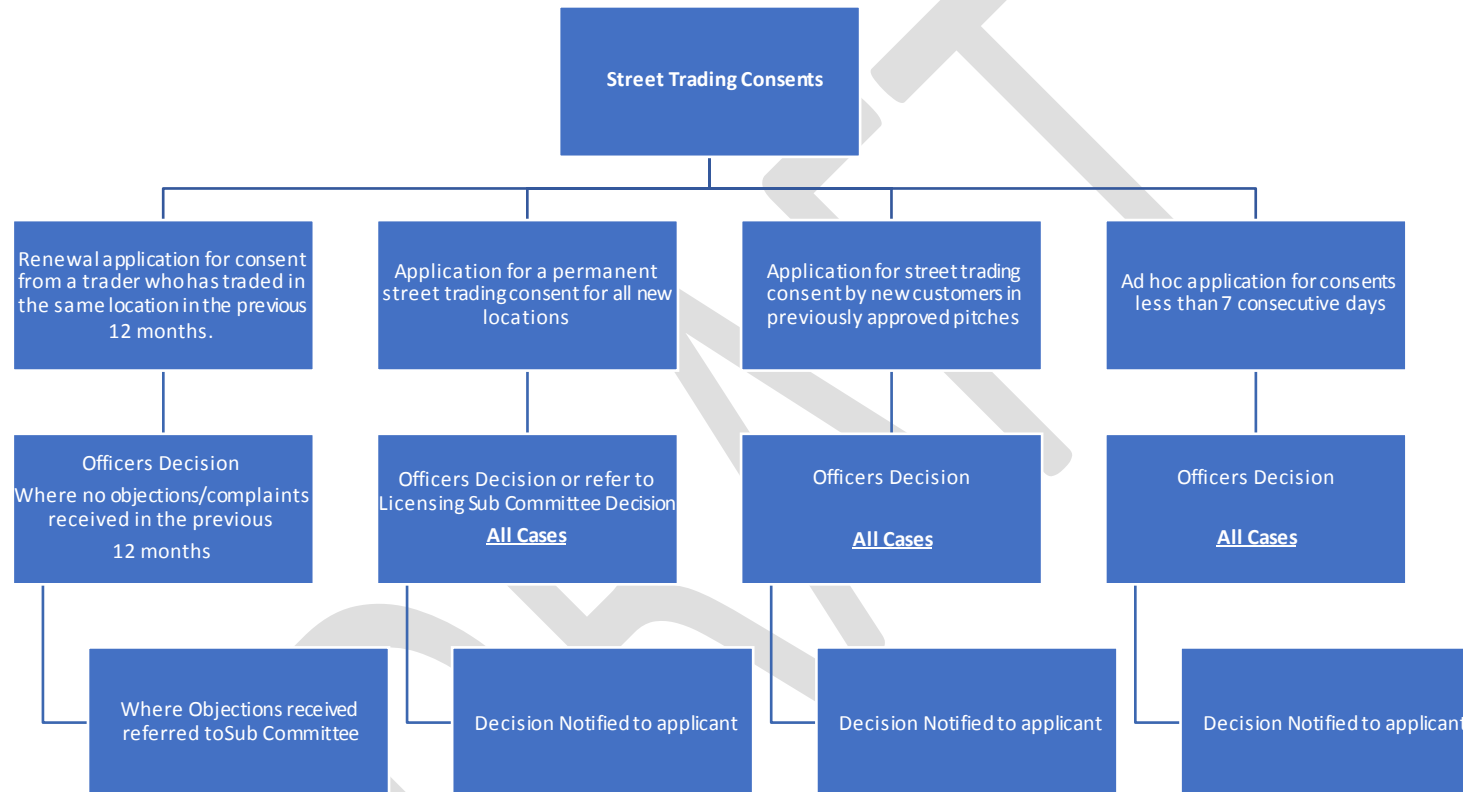 Street Trading Consents
Renewal application for consent
from a trader who has traded in
the same location in the previous
12 months.
Application for a permanent
street trading consent for all new
locations
Application for street trading
consent by new customers in
previously approved pitches
Ad hoc application for consents
less than 7 consecutive days
Officers Decision
Where no objections/complaints
received in the previous
12 months
Officers Decision or refer to
Licensing Sub Committee Decision
All Cases
Officers Decision
All Cases
Officers Decision
All Cases
Where Objections received
referred toSub Committee
Decision Notified to applicant
Decision Notified to applicant
Decision Notified to applicant